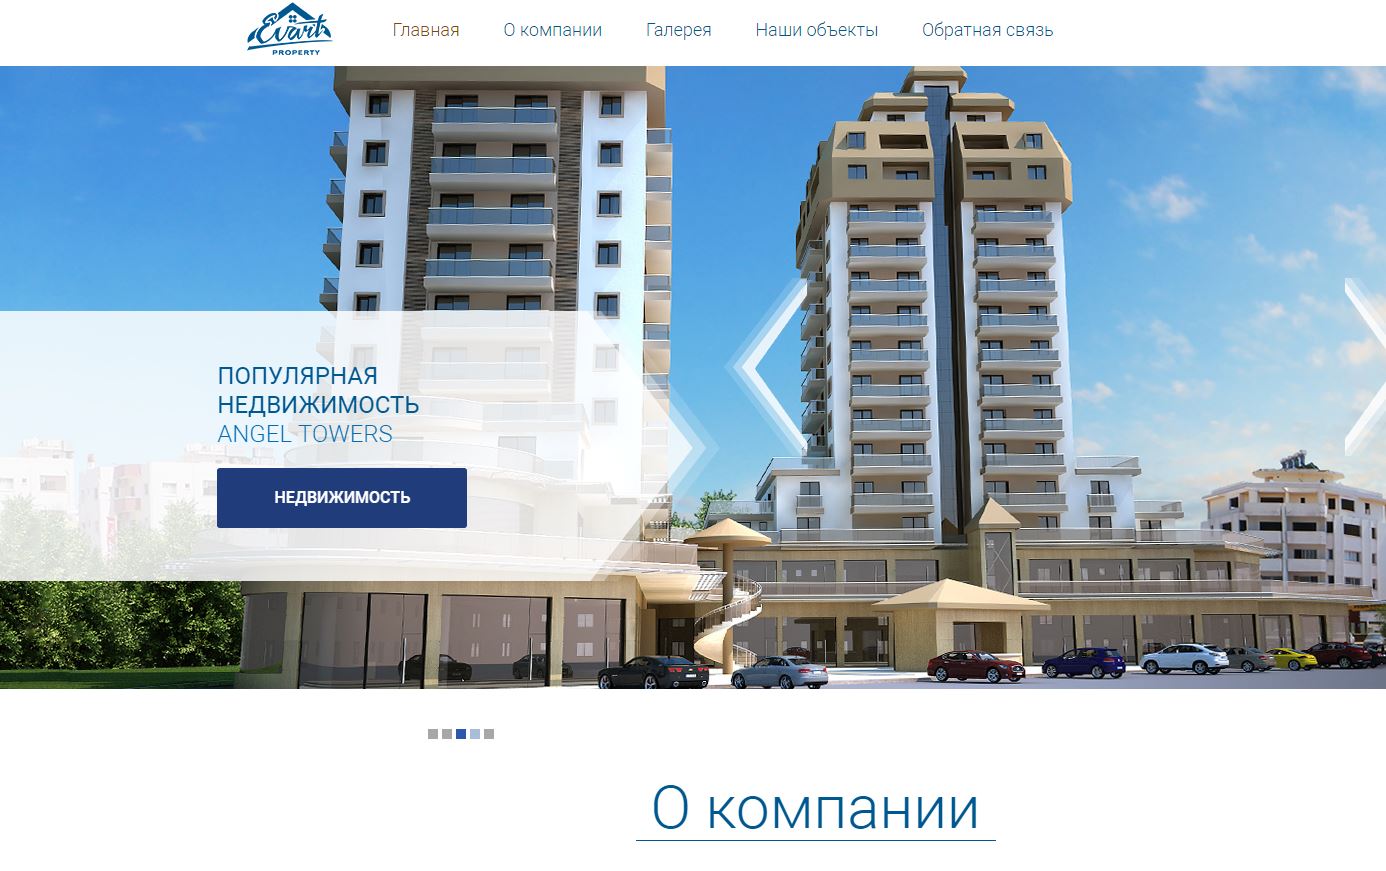 Evart
PROPERTY
Главная
О компании
Галерея
Наши объекты
Обратная связь
ПОПУЛЯРНАЯ
НЕДВИЖИМОСТЬ
ANGEL TOWERS
НЕДВИЖИМОСТЬ
О компании